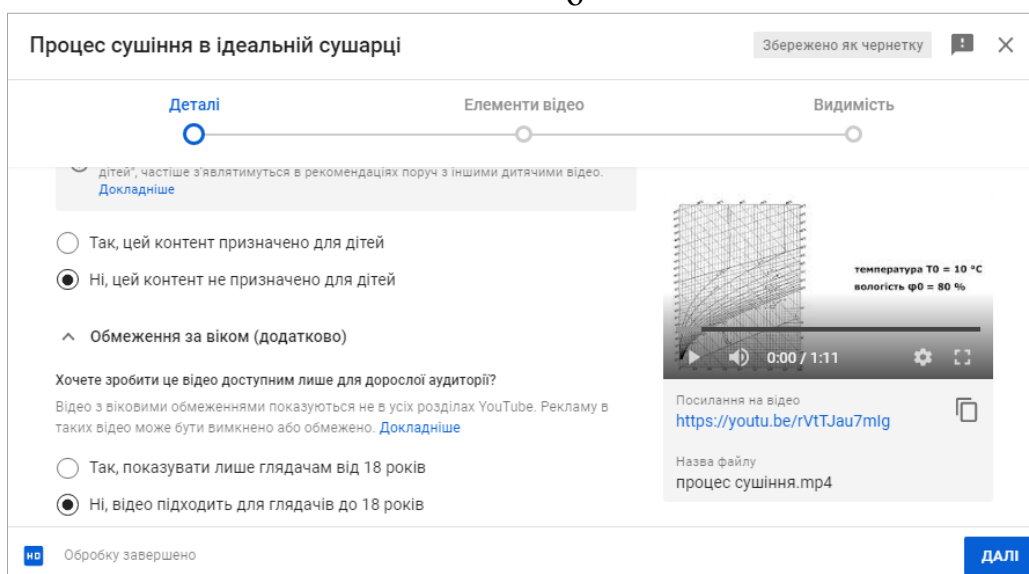 Процес сушіння в ідеальній сушарці
Збережено як чернетку
Деталі
Елементи відео
Видимість
дітей", частіше з'являтимуться в рекомендаціях поруч з іншими дитячими відео.
Докладніше
Так, цей контент призначено для дітей
Ні, цей контент не призначено для дітей
Обмеження за віком (додатково)
Хочете зробити це відео доступним лише для дорослої аудиторії?
Відео з віковими обмеженнями показуються не в усіх розділах YouTube. Рекламу в
таких відео може бути вимкнено або обмежено. Докладніше
Так, показувати лише глядачам від 18 років
Ні, відео підходить для глядачів до 18 років
температура T0 = 10 °C
вологість φ0 = 80 %
0:00 / 1:11
Посилання на відео
https://youtu.be/rVtTJau7mlg
Назва файлу
процес сушіння.mp4
HD
Обробку завершено
ДАЛІ